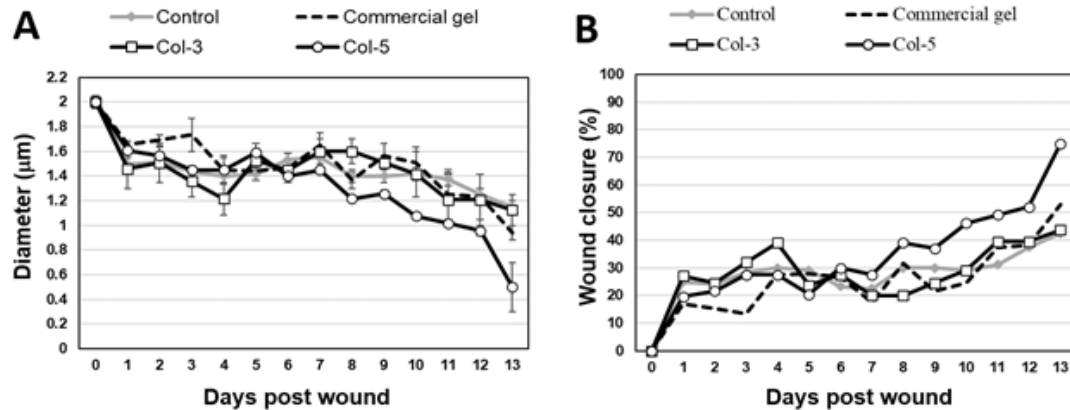 A
Control
Commercial gel
Col-3
Col-5
Diameter (µm)
2.2
2
1.8
1.6
1.4
1.2
1
0.8
0.6
0.4
0.2
0
0 1 2 3 4 5 6 7 8 9 10 11 12 13
Days post wound
B
Control
Commercial gel
Col-3
Col-5
Wound closure (%)
100
90
80
70
60
50
40
30
20
10
0
0 1 2 3 4 5 6 7 8 9 10 11 12 13
Days post wound